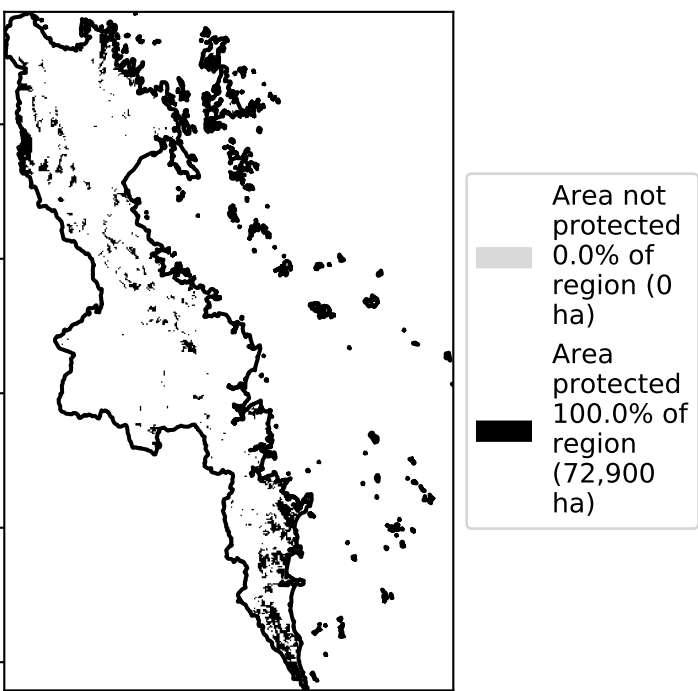 Area not
protected
0.0% of
region (0
ha)
Area
protected
100.0% of
region
(72,900
ha)